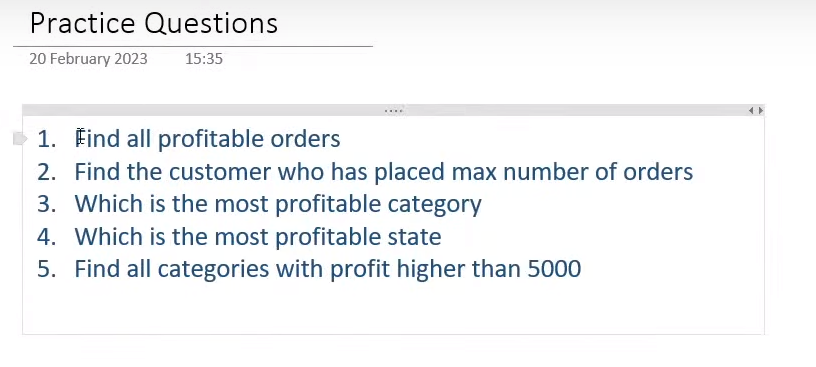 Practice Questions
20 February 2023 15:35
1. Find all profitable orders
2. Find the customer who has placed max number of orders
3. Which is the most profitable category
4. Which is the most profitable state
5. Find all categories with profit higher than 5000